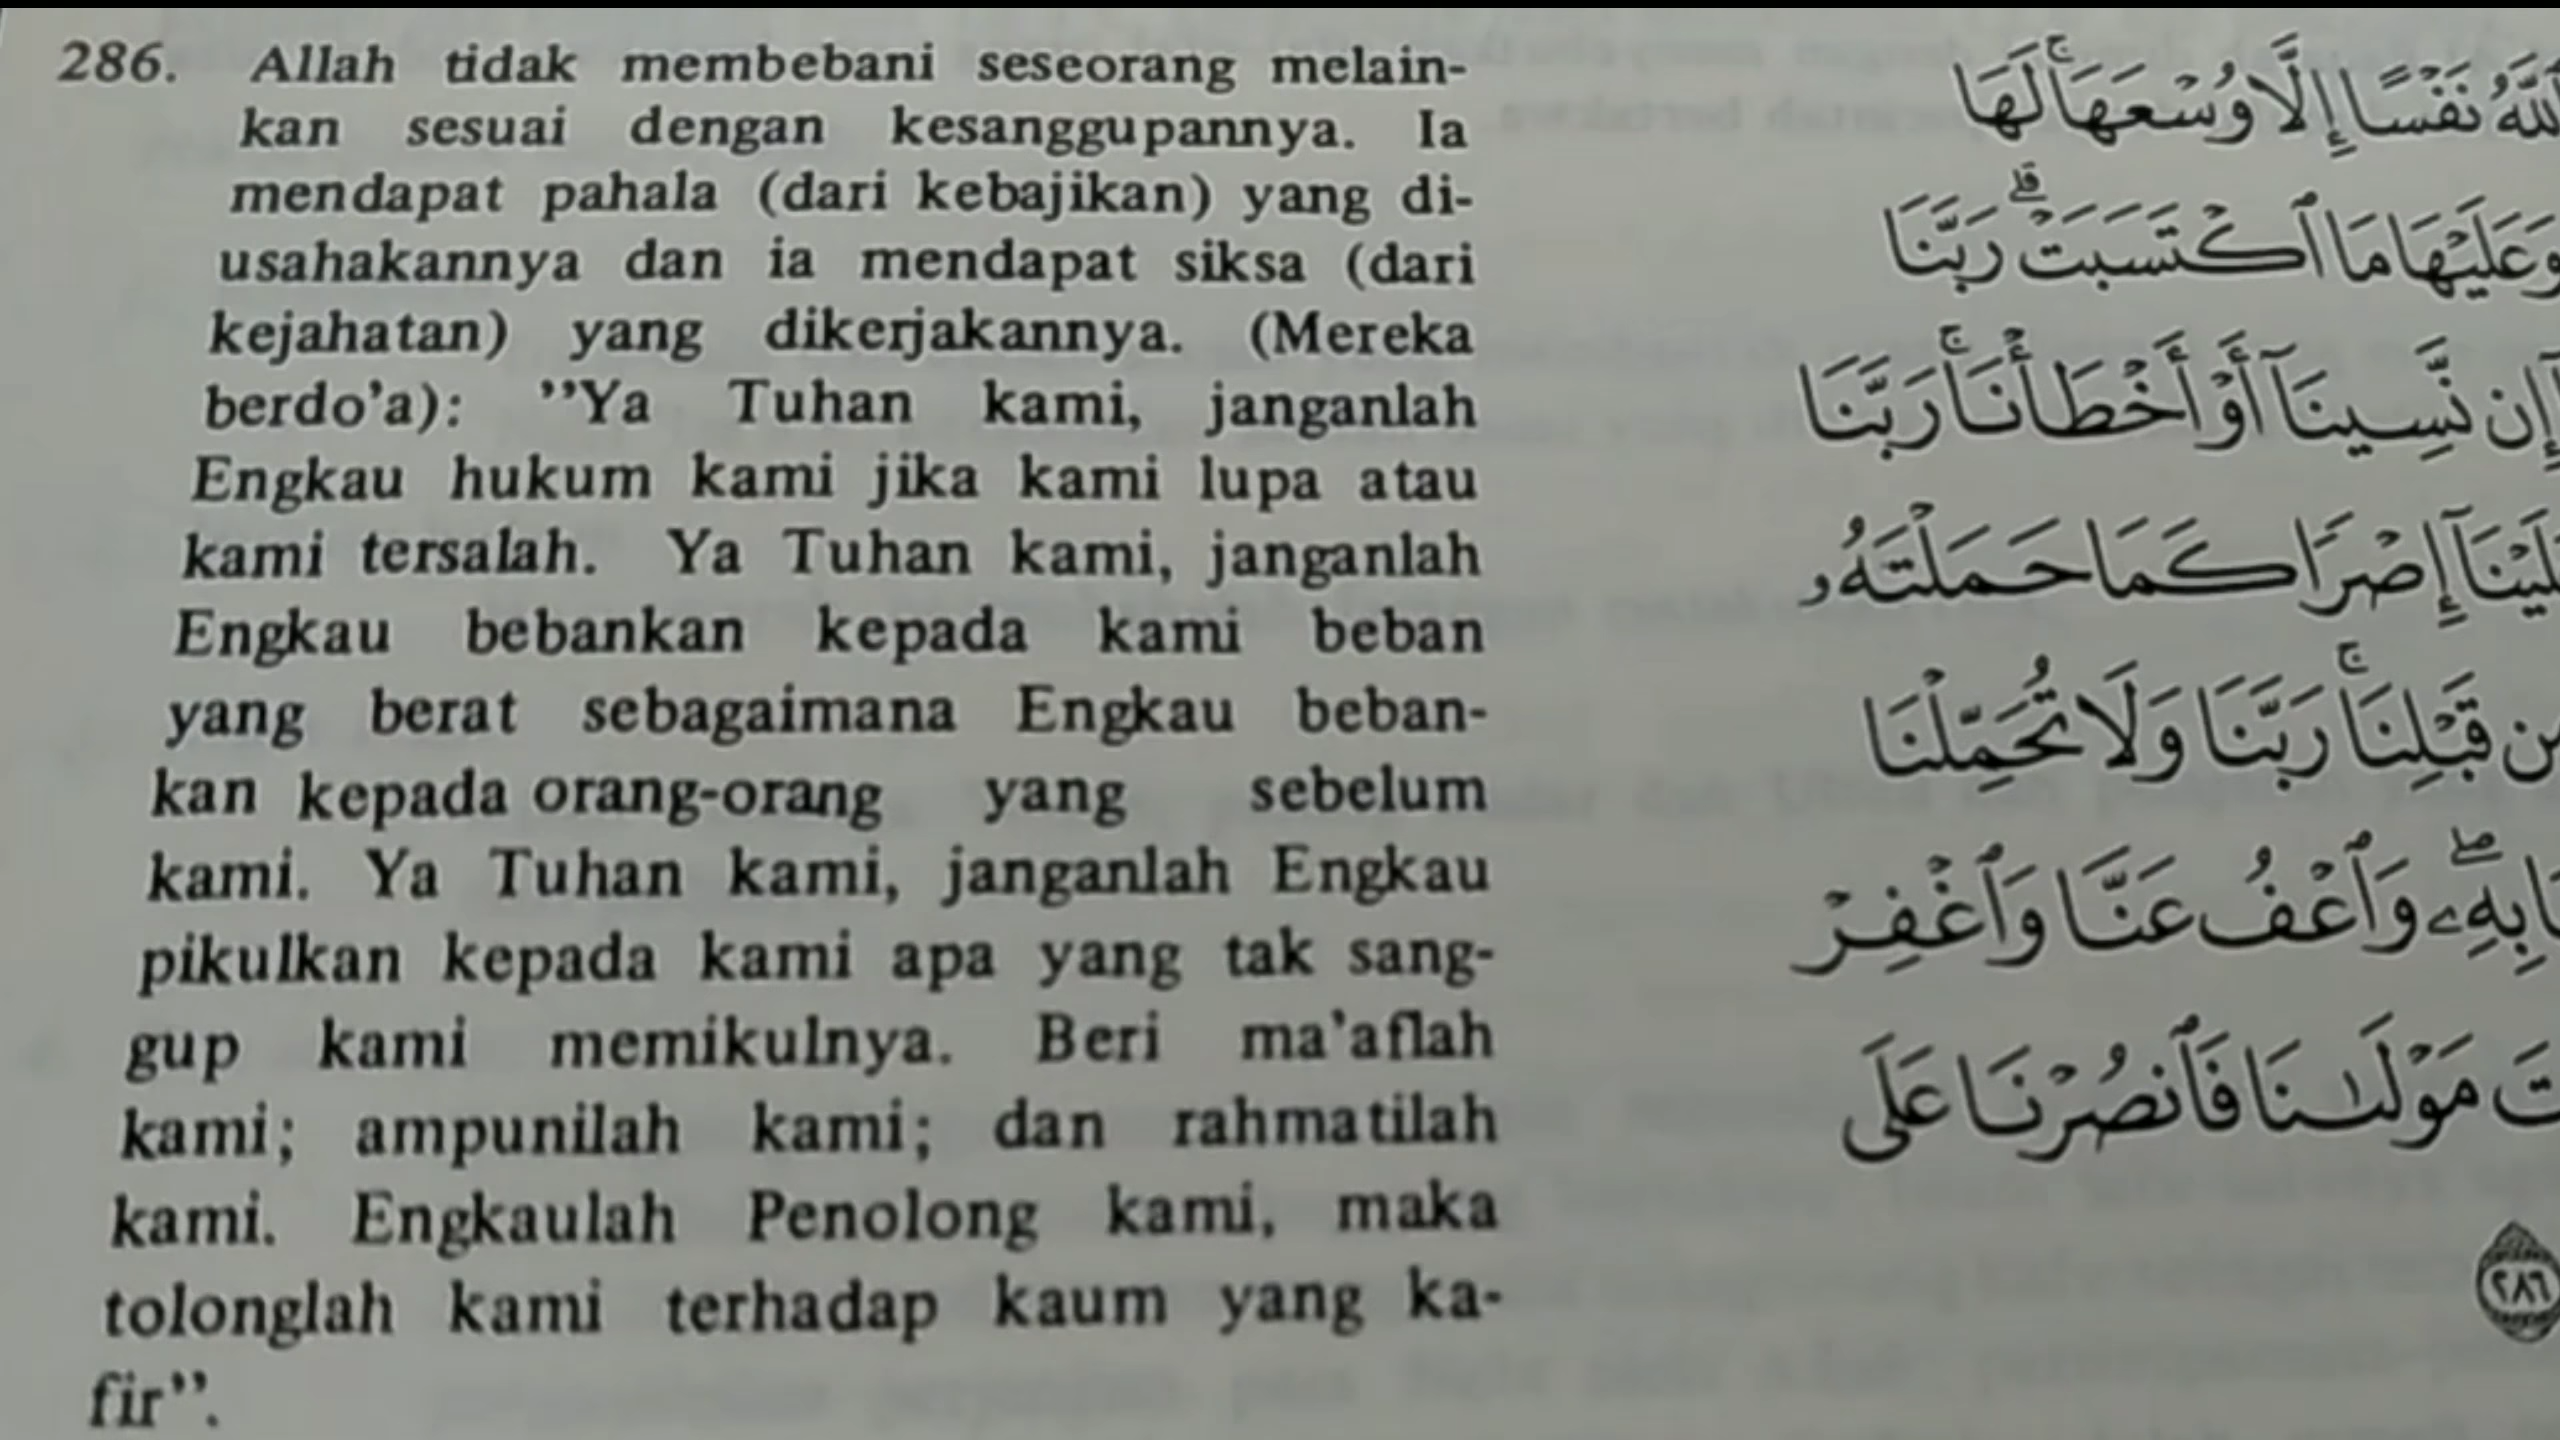 286. Allah tidak membebani seseorang melain-
kan sesuai dengan kesanggupannya. Ia
mendapat pahala (dari kebajikan) yang di-
usahakannya dan ia mendapat siksa (dari
kejahatan) yang dikerjakannya. (Mereka
berdo'a): ''Ya Tuhan kami, janganlah
Engkau hukum kami jika kami lupa atau
kami tersalah. Ya Tuhan kami, janganlah
Engkau bebankan kepada kami beban
yang berat sebagaimana Engkau beban-
kan kepada orang-orang yang sebelum
kami. Ya Tuhan kami, janganlah Engkau
pikulkan kepada kami apa yang tak sang-
gup kami memikulnya. Beri ma'aflah
kami; ampunilah kami; dan rahmatilah
kami. Engkaulah Penolong kami, maka
tolonglah kami terhadap kaum yang ka-
fir''.
ٱللَّهُ نَفْسًا إِلَّا وُسْعَهَا ۚ لَهَا
وَعَلَيْهَا مَا ٱكْتَسَبَتْ ۗ رَبَّنَا
إِن نَّسِينَآ أَوْ أَخْطَأْنَا ۚ رَبَّنَا
إِصْرًا كَمَا حَمَلْتَهُۥ
قَبْلِنَا ۚ رَبَّنَا وَلَا تُحَمِّلْنَا
بِهِۦ ۖ وَٱعْفُ عَنَّا وَٱغْفِرْ
مَوْلَىٰنَا فَٱنصُرْنَا عَلَى
٢٨٦